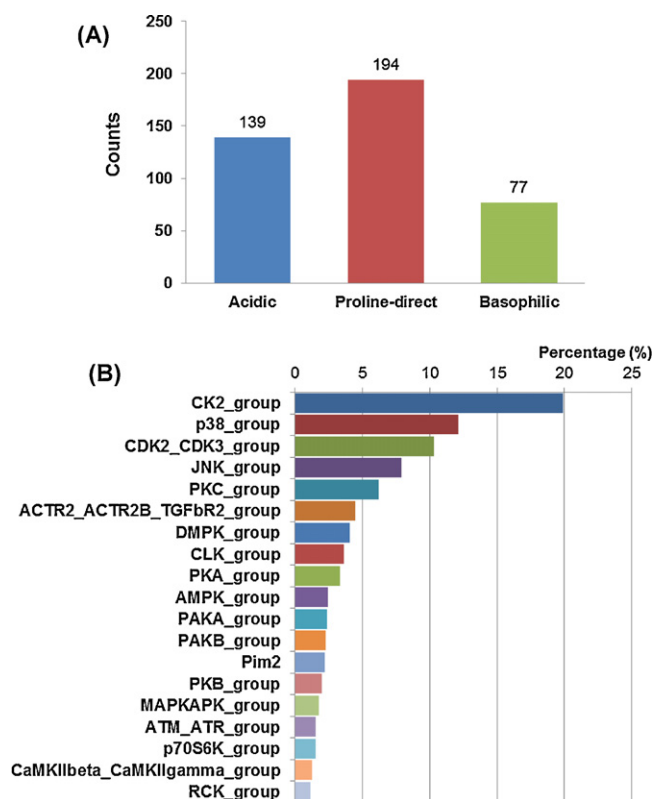 (A)
Counts
250
200
150
100
50
0
139
194
77
Acidic
Proline-direct
Basophilic
(B)
Percentage (%)
0
5
10
15
20
25
CK2_group
p38_group
CDK2_CDK3_group
JNK_group
PKC_group
ACTR2_ACTR2B_TGFbR2_group
DMPK_group
CLK_group
PKA_group
AMPK_group
PAKA_group
PAKB_group
Pim2
PKB_group
MAPKAPK_group
ATM_ATR_group
p70S6K_group
CaMKIIbeta_CaMKIIgamma_group
RCK_group